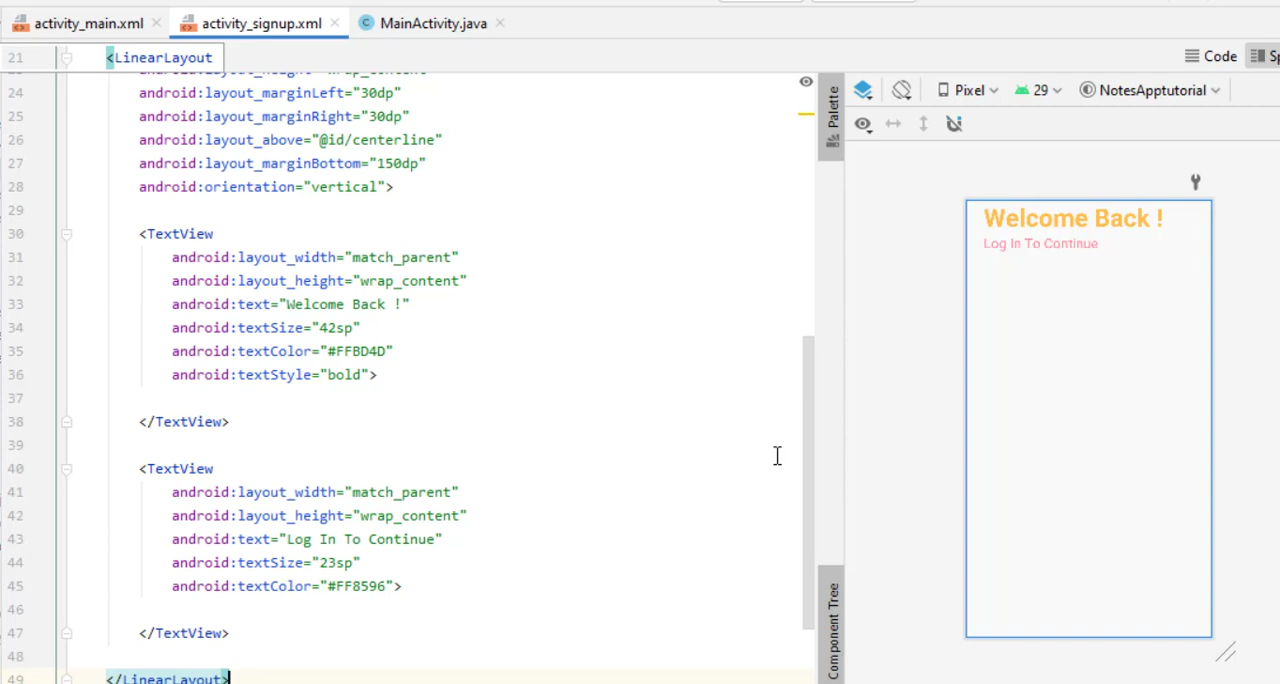 activity_main.xml
activity_signup.xml
MainActivity.java
21 <LinearLayout
Code
24 android:layout_marginLeft="30dp"
25 android:layout_marginRight="30dp"
26 android:layout_above="@id/centerline"
27 android:layout_marginBottom="150dp"
28 android:orientation="vertical">
29
30 <TextView
31 android:layout_width="match_parent"
32 android:layout_height="wrap_content"
33 android:text="Welcome Back !"
34 android:textSize="42sp"
35 android:textColor="#FFBD4D"
36 android:textStyle="bold">
37
38 </TextView>
39
40 <TextView
41 android:layout_width="match_parent"
42 android:layout_height="wrap_content"
43 android:text="Log In To Continue"
44 android:textSize="23sp"
45 android:textColor="#FF8596">
46
47 </TextView>
48
49 </LinearLayout>
Palette
Component Tree
Pixel
29
NotesApptutorial
Welcome Back !
Log In To Continue